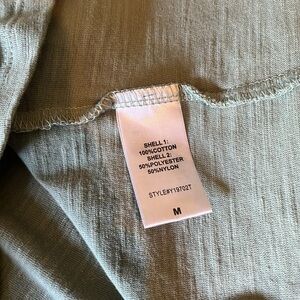 SHELL 1:
100%COTTON
SHELL 2:
50%POLYESTER
50%NYLON
STYLE#Y19702T
M